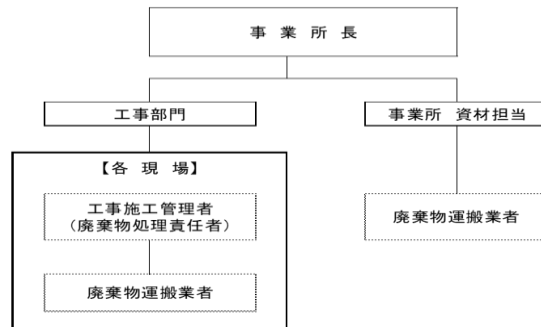 事 業 所 長
工事部門
事業所 資材担当
【各 現 場】
工事施工管理者
（廃棄物処理責任者）
廃棄物運搬業者
廃棄物運搬業者